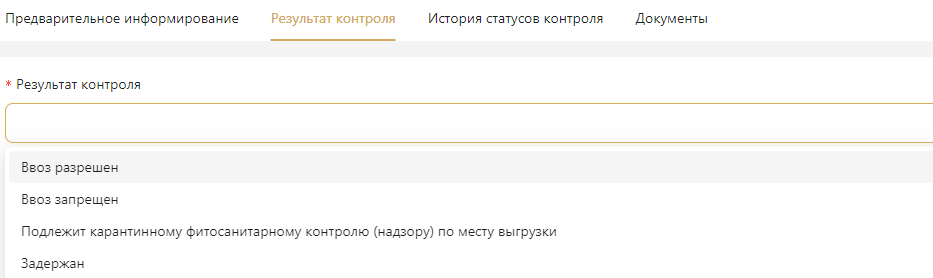 Предварительное информирование Результат контроля История статусов контроля Документы
* Результат контроля
Ввоз разрешен
Ввоз запрещен
Подлежит карантинному фитосанитарному контролю (надзору) по месту выгрузки
Задержан